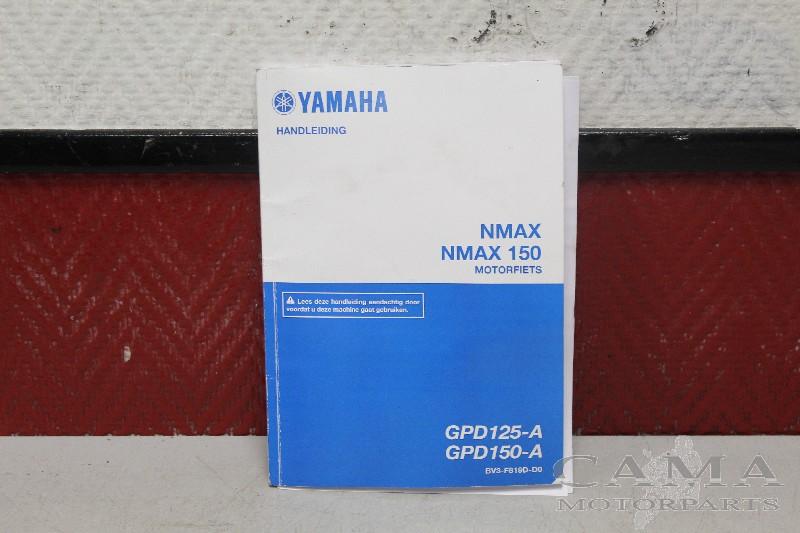 YAMAHA
HANDLEIDING
NMAX
NMAX 150
MOTORFIETS
Lees deze handleiding aandachtig door
voordat u deze machine gaat gebruiken.
GPD125-A
GPD150-A
BV3-F819D-D0
CAMA
MOTORPARTS